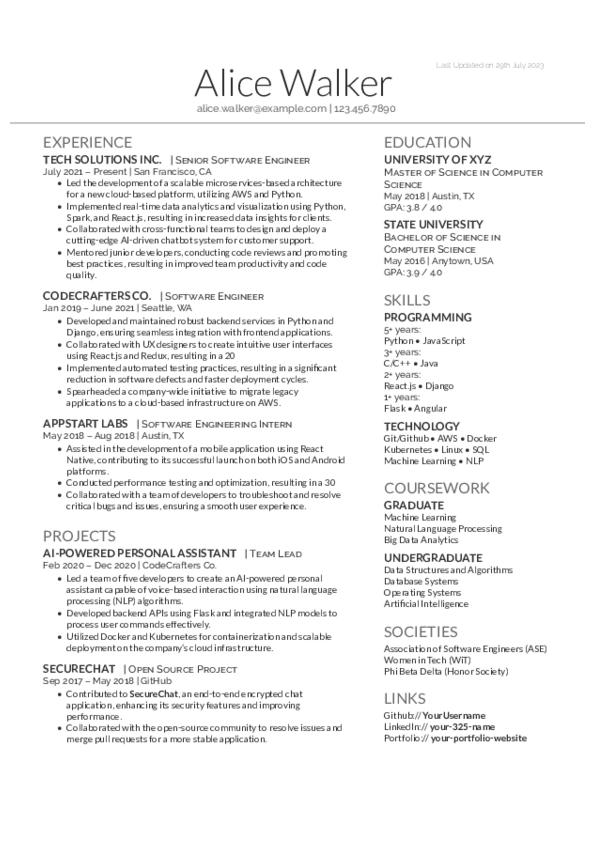 Last Updated on 29th July 2023
Alice Walker
alice.walker@example.com | 123.456.7890
EXPERIENCE
TECH SOLUTIONS INC. | Senior Software Engineer
July 2021 – Present | San Francisco, CA
• Led the development of a scalable microservices-based architecture
for a new cloud-based platform, utilizing AWS and Python.
• Implemented real-time data analytics and visualization using Python,
Spark, and React.js, resulting in increased data insights for clients.
• Collaborated with cross-functional teams to design and deploy a
cutting-edge AI-driven chatbot system for customer support.
• Mentored junior developers, conducting code reviews and promoting
best practices, resulting in improved team productivity and code
quality.
CODECRAFTERS CO. | Software Engineer
Jan 2019 – June 2021 | Seattle, WA
• Developed and maintained robust backend services in Python and
Django, ensuring seamless integration with frontend applications.
• Collaborated with UX designers to create intuitive user interfaces
using React.js and Redux, resulting in a 20
• Implemented automated testing practices, resulting in a significant
reduction in software defects and faster deployment cycles.
• Spearheaded a company-wide initiative to migrate legacy
applications to a cloud-based infrastructure on AWS.
APPSTART LABS | Software Engineering Intern
May 2018 – Aug 2018 | Austin, TX
• Assisted in the development of a mobile application using React
Native, contributing to its successful launch on both iOS and Android
platforms.
• Conducted performance testing and optimization, resulting in a 30
• Collaborated with a team of developers to troubleshoot and resolve
critical bugs and issues, ensuring a smooth user experience.
PROJECTS
AI-POWERED PERSONAL ASSISTANT | Team Lead
Feb 2020 – Dec 2020 | CodeCrafters Co.
• Led a team of five developers to create an AI-powered personal
assistant capable of voice-based interaction using natural language
processing (NLP) algorithms.
• Developed backend APIs using Flask and integrated NLP models to
process user commands effectively.
• Utilized Docker and Kubernetes for containerization and scalable
deployment on the company's cloud infrastructure.
SECURECHAT | Open Source Project
Sep 2017 – May 2018 | GitHub
• Contributed to SecureChat, an end-to-end encrypted chat
application, enhancing its security features and improving
performance.
• Collaborated with the open-source community to resolve issues and
merge pull requests for a more stable application.
EDUCATION
UNIVERSITY OF XYZ
Master of Science in Computer
Science
May 2018 | Austin, TX
GPA: 3.8 / 4.0
STATE UNIVERSITY
Bachelor of Science in
Computer Science
May 2016 | Anytown, USA
GPA: 3.9 / 4.0
SKILLS
PROGRAMMING
5+ years:
Python • JavaScript
3+ years:
C/C++ • Java
2+ years:
React.js • Django
1+ years:
Flask • Angular
TECHNOLOGY
Git/Github • AWS • Docker
Kubernetes • Linux • SQL
Machine Learning • NLP
COURSEWORK
GRADUATE
Machine Learning
Natural Language Processing
Big Data Analytics
UNDERGRADUATE
Data Structures and Algorithms
Database Systems
Operating Systems
Artificial Intelligence
SOCIETIES
Association of Software Engineers (ASE)
Women in Tech (WiT)
Phi Beta Delta (Honor Society)
LINKS
Github:// YourUsername
LinkedIn:// your-325-name
Portfolio:// your-portfolio-website